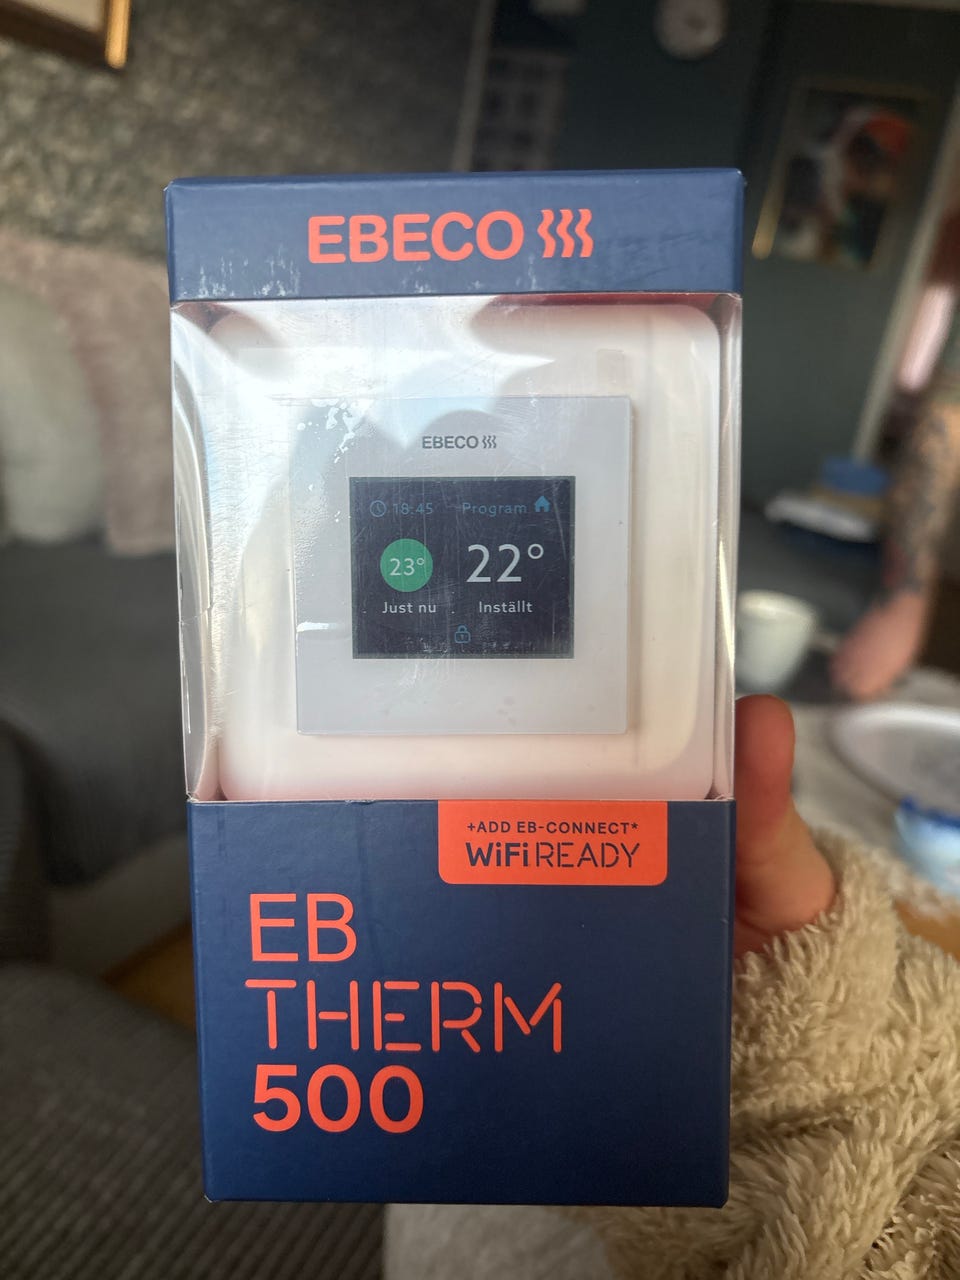 EBECO
EBECO
18:45 Program
23° 22°
Just nu Inställt
+ADD EB-CONNECT*
WiFi READY
EB
THERM
500